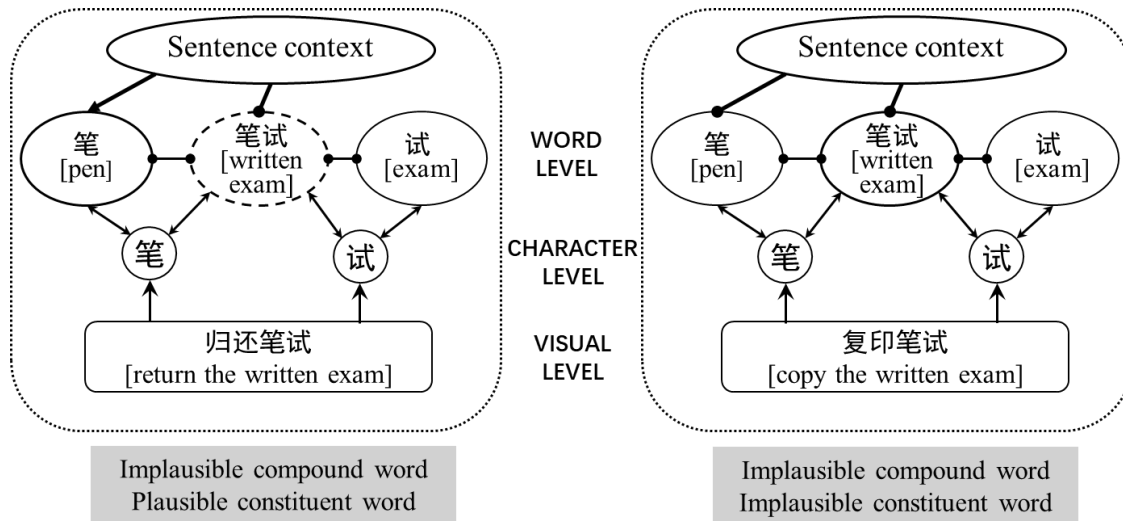 Sentence context
笔
[pen]
笔试
[written
exam]
试
[exam]
笔
试
归还笔试
[return the written exam]
Implausible compound word
Plausible constituent word
WORD
LEVEL
CHARACTER
LEVEL
VISUAL
LEVEL
Sentence context
笔
[pen]
笔试
[written
exam]
试
[exam]
笔
试
复印笔试
[copy the written exam]
Implausible compound word
Implausible constituent word